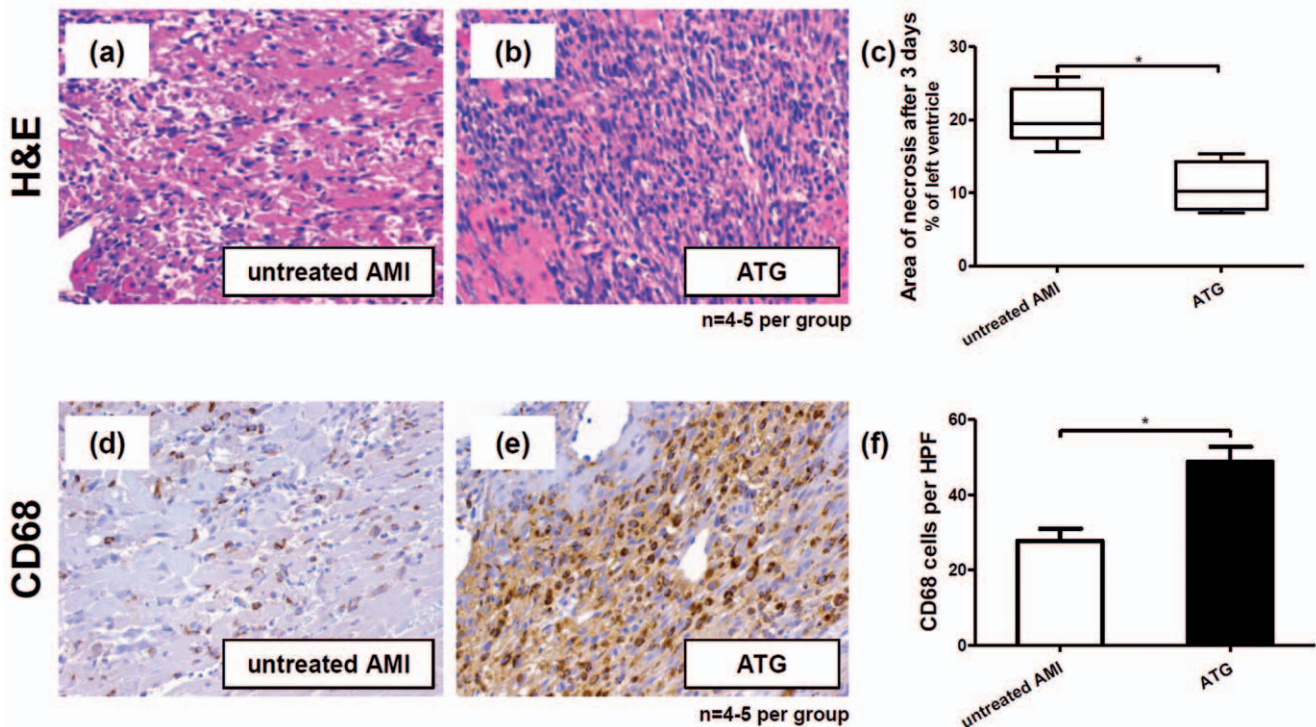 H&E
(a)
untreated AMI
(b)
ATG
n=4-5 per group
(c)
Area of necrosis after 3 days
% of left ventricle
30
20
10
0
*
untreated AMI
ATG
CD68
(d)
untreated AMI
(e)
ATG
n=4-5 per group
(f)
CD68 cells per HPF
60
40
20
0
*
untreated AMI
ATG